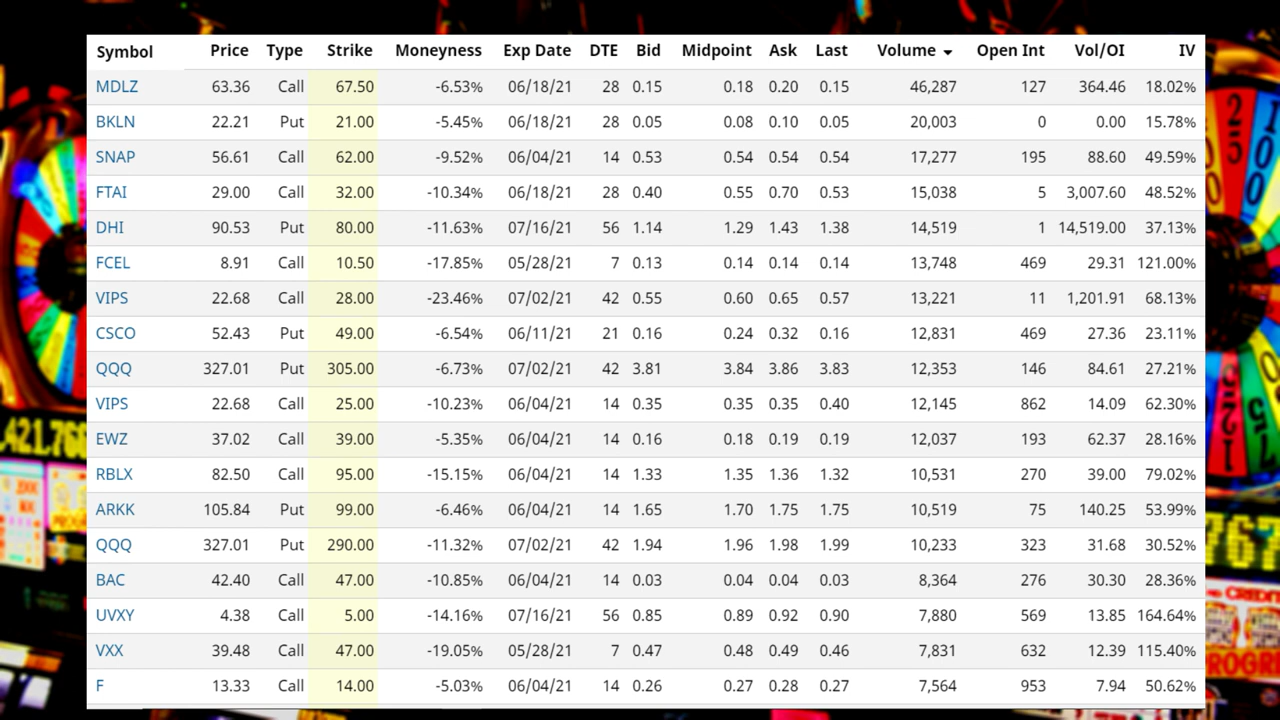 Symbol Price Type Strike Moneyness Exp Date DTE Bid Midpoint Ask Last Volume Open Int Vol/OI IV
MDLZ 63.36 Call 67.50 -6.53% 06/18/21 28 0.15 0.18 0.20 0.15 46,287 127 364.46 18.02%
BKLN 22.21 Put 21.00 -5.45% 06/18/21 28 0.05 0.08 0.10 0.05 20,003 0 0.00 15.78%
SNAP 56.61 Call 62.00 -9.52% 06/04/21 14 0.53 0.54 0.54 0.54 17,277 195 88.60 49.59%
FTAI 29.00 Call 32.00 -10.34% 06/18/21 28 0.40 0.55 0.70 0.53 15,038 5 3,007.60 48.52%
DHI 90.53 Put 80.00 -11.63% 07/16/21 56 1.14 1.29 1.43 1.38 14,519 1 14,519.00 37.13%
FCEL 8.91 Call 10.50 -17.85% 05/28/21 7 0.13 0.14 0.14 0.14 13,748 469 29.31 121.00%
VIPS 22.68 Call 28.00 -23.46% 07/02/21 42 0.55 0.60 0.65 0.57 13,221 11 1,201.91 68.13%
CSCO 52.43 Put 49.00 -6.54% 06/11/21 21 0.16 0.24 0.32 0.16 12,831 469 27.36 23.11%
QQQ 327.01 Put 305.00 -6.73% 07/02/21 42 3.81 3.84 3.86 3.83 12,353 146 84.61 27.21%
VIPS 22.68 Call 25.00 -10.23% 06/04/21 14 0.35 0.35 0.35 0.40 12,145 862 14.09 62.30%
EWZ 37.02 Call 39.00 -5.35% 06/04/21 14 0.16 0.18 0.19 0.19 12,037 193 62.37 28.16%
RBLX 82.50 Call 95.00 -15.15% 06/04/21 14 1.33 1.35 1.36 1.32 10,531 270 39.00 79.02%
ARKK 105.84 Put 99.00 -6.46% 06/04/21 14 1.65 1.70 1.75 1.75 10,519 75 140.25 53.99%
QQQ 327.01 Put 290.00 -11.32% 07/02/21 42 1.94 1.96 1.98 1.99 10,233 323 31.68 30.52%
BAC 42.40 Call 47.00 -10.85% 06/04/21 14 0.03 0.04 0.04 0.03 8,364 276 30.30 28.36%
UVXY 4.38 Call 5.00 -14.16% 07/16/21 56 0.85 0.89 0.92 0.90 7,880 569 13.85 164.64%
VXX 39.48 Call 47.00 -19.05% 05/28/21 7 0.47 0.48 0.49 0.46 7,831 632 12.39 115.40%
F 13.33 Call 14.00 -5.03% 06/04/21 14 0.26 0.27 0.28 0.27 7,564 953 7.94 50.62%